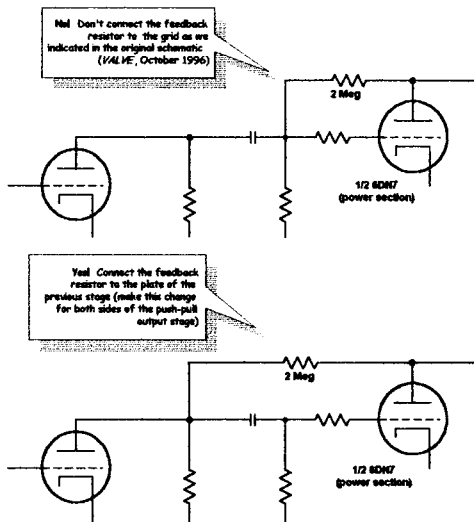 No! Don't connect the feedback
resistor to the grid as we
indicated in the original schematic
(VALVE, October 1996)
2 Meg
1/2 6DN7
(power section)
Yes! Connect the feedback
resistor to the plate of the
previous stage (make this change
for both sides of the push-pull
output stage)
2 Meg
1/2 6DN7
(power section)